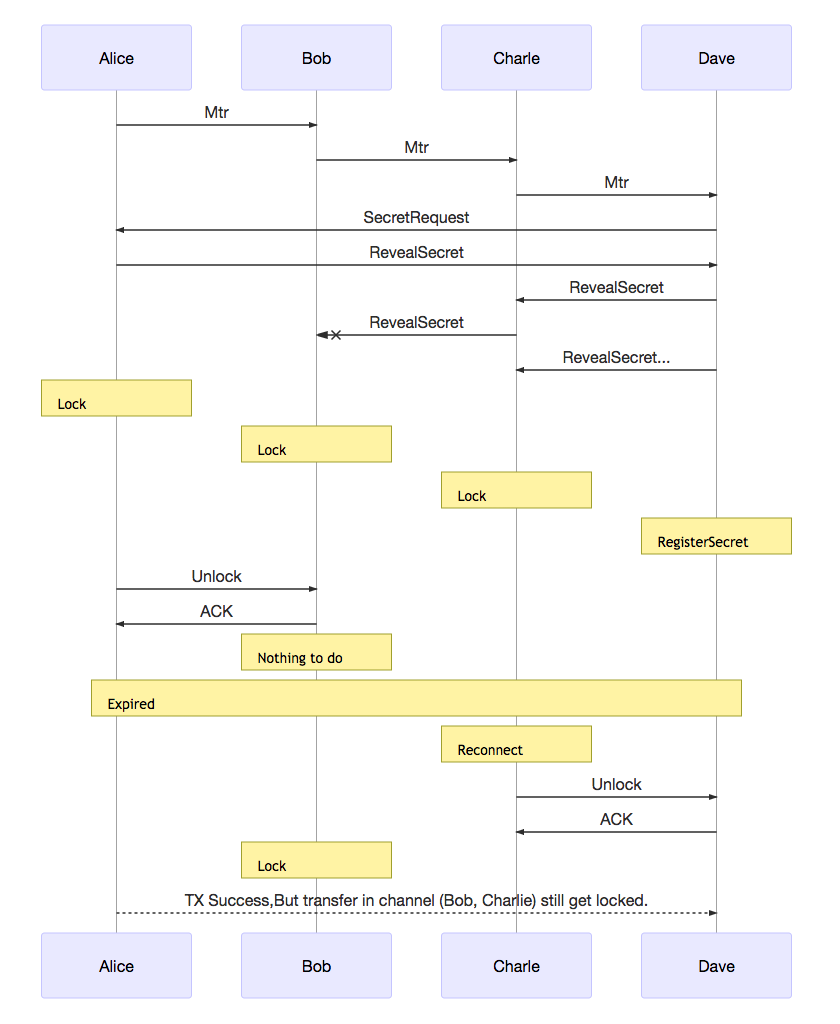 Alice
Bob
Charle
Dave
Mtr
Mtr
Mtr
SecretRequest
RevealSecret
RevealSecret
RevealSecret
RevealSecret...
Lock
Lock
Lock
RegisterSecret
Unlock
ACK
Nothing to do
Expired
Reconnect
Unlock
ACK
Lock
TX Success,But transfer in channel (Bob, Charlie) still get locked.
Alice
Bob
Charle
Dave